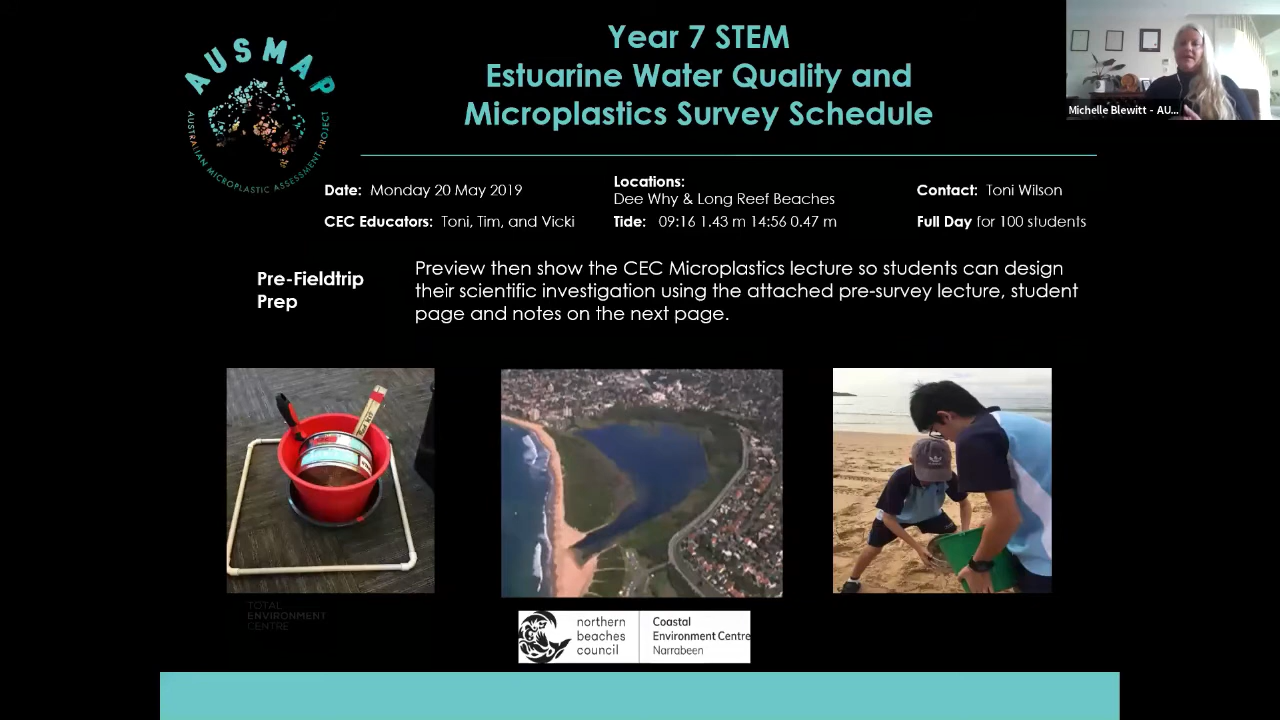 Year 7 STEM
Estuarine Water Quality and
Microplastics Survey Schedule
AUSMAP
AUSTRALIAN MICROPLASTIC ASSESSMENT PROJECT
Michelle Blewitt - AU...
Date: Monday 20 May 2019
Locations:
Dee Why & Long Reef Beaches
Contact: Toni Wilson
CEC Educators: Toni, Tim, and Vicki
Tide: 09:16 1.43 m 14:56 0.47 m
Full Day for 100 students
Pre-Fieldtrip
Prep
Preview then show the CEC Microplastics lecture so students can design
their scientific investigation using the attached pre-survey lecture, student
page and notes on the next page.
TOTAL
ENVIRONMENT
CENTRE
northern
beaches
council
Coastal
Environment Centre
Narrabeen